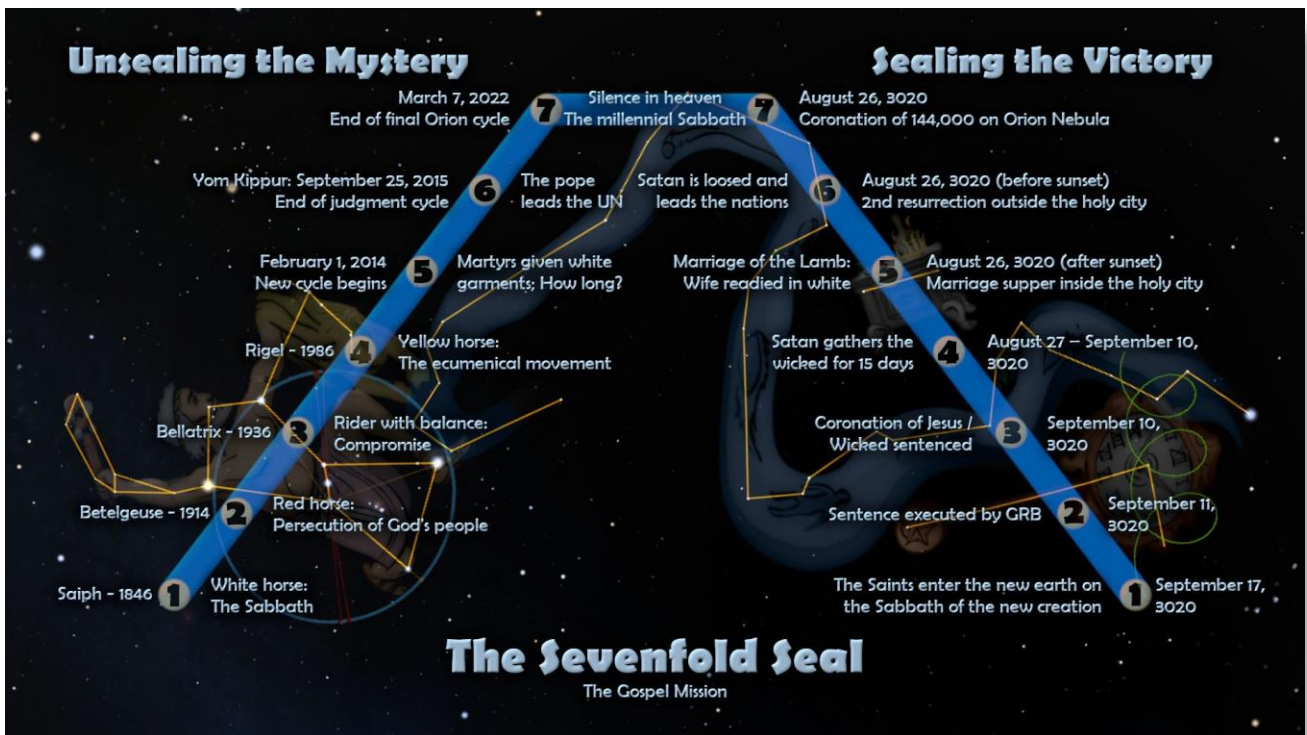 Unsealing the Mystery
Sealing the Victory
March 7, 2022
End of final Orion cycle
7
Silence in heaven
The millennial Sabbath
7
August 26, 3020
Coronation of 144,000 on Orion Nebula
Yom Kippur: September 25, 2015
End of judgment cycle
6
The pope
leads the UN
Satan is loosed and
leads the nations
6
August 26, 3020 (before sunset)
2nd resurrection outside the holy city
February 1, 2014
New cycle begins
5
Martyrs given white
garments; How long?
Marriage of the Lamb:
Wife readied in white
5
August 26, 3020 (after sunset)
Marriage supper inside the holy city
Rigel - 1986
4
Yellow horse:
The ecumenical movement
Satan gathers the
wicked for 15 days
4
August 27 – September 10,
3020
Bellatrix - 1936
3
Rider with balance:
Compromise
Coronation of Jesus /
Wicked sentenced
3
September 10,
3020
Betelgeuse - 1914
2
Red horse:
Persecution of God's people
Sentence executed by GRB
2
September 11,
3020
Saiph - 1846
1
White horse:
The Sabbath
The Saints enter the new earth on
the Sabbath of the new creation
1
September 17,
3020
The Sevenfold Seal
The Gospel Mission